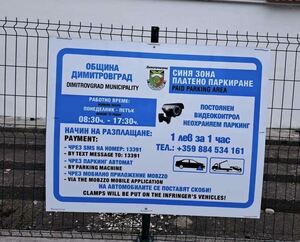 ОБЩИНА
ДИМИТРОВГРАД
DIMITROVGRAD MUNICIPALITY
СИНЯ ЗОНА
ПЛАТЕНО ПАРКИРАНЕ
PAID PARKING AREA
РАБОТНО ВРЕМЕ:
ПОНЕДЕЛНИК - ПЕТЪК
08:30ч. - 17:30ч.
ПОСТОЯНЕН
ВИДЕОКОНТРОЛ
НЕОХРАНЯЕМ ПАРКИНГ
НАЧИН НА РАЗПЛАЩАНЕ:
PAYMENT:
- ЧРЕЗ SMS НА НОМЕР: 13391
- BY TEXT MESSAGE TO: 13391
- ЧРЕЗ ПАРКИНГ АВТОМАТ
- BY PARKING MACHINE
- ЧРЕЗ МОБИЛНО ПРИЛОЖЕНИЕ MOBZZO
- VIA THE MOBZZO MOBILE APPLICATION
1 лев за 1 час
ТЕЛ.: +359 884 534 161
НА АВТОМОБИЛИТЕ СЕ ПОСТАВЯТ СКОБИ!
CLAMPS WILL BE PUT ON THE INFRINGER'S VEHICLES!